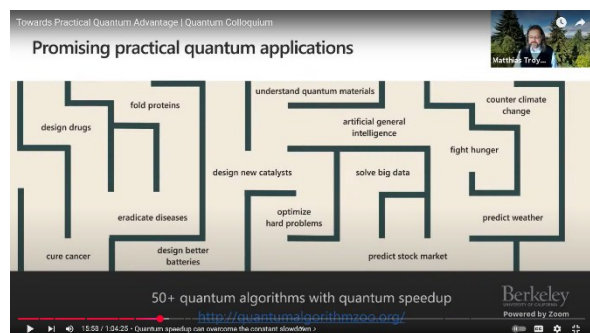 Towards Practical Quantum Advantage | Quantum Colloquium
Promising practical quantum applications
Matthias Troy...
understand quantum materials
fold proteins
counter climate
change
design drugs
artificial general
intelligence
fight hunger
design new catalysts
solve big data
eradicate diseases
optimize
hard problems
predict weather
cure cancer
design better
batteries
predict stock market
50+ quantum algorithms with quantum speedup
http://quantumalgorithmzoo.org/
Berkeley
UNIVERSITY OF CALIFORNIA
Powered by Zoom
15:58 / 1:04:25 • Quantum speedup can overcome the constant slowdown >